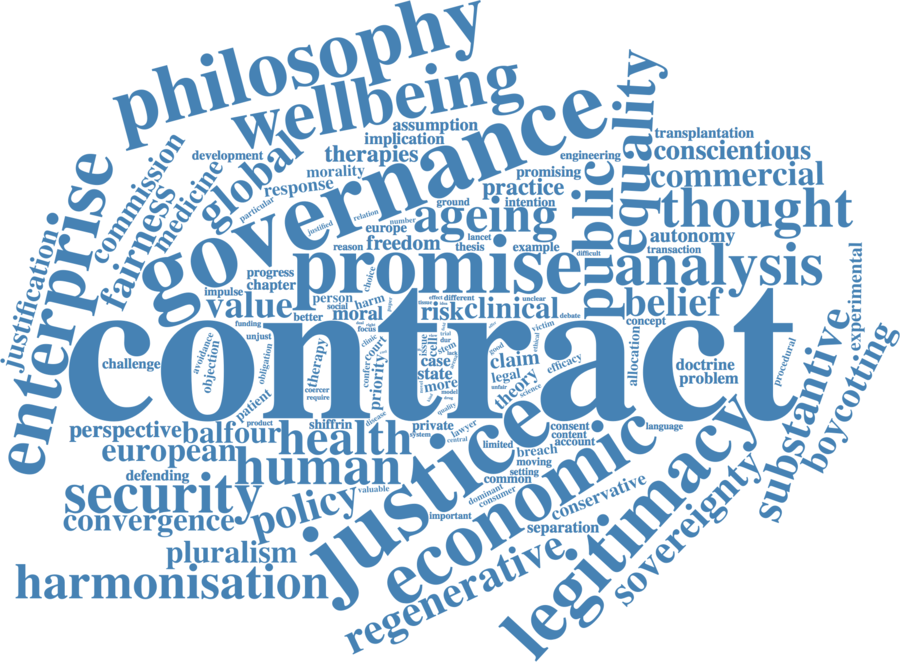 philosophy
wellbeing
governance
equality
global
assumption
implication
therapies
development
morality
response
particular
commission
medicine
fairness
enterprise
justification
transplantation
conscientious
commercial
engineering
promising
practice
intention
public
thought
ageing
ground
number
relation
justified
europe
freedom
lancet
thesis
reason
example
difficult
autonomy
transaction
analysis
promise
progress
chapter
impulse
value
person
social
harm
choice
better
moral
paper
effect
different
issue
idea
unclear
risk
clinical
debate
belief
concept
experimental
contract
funding
unjust
focus
right
victim
challenge
avoidance
objection
obligation
therapy
coercer
require
clinic
court
priority
tissue
cell
trial
stem
case
state
more
model
quality
good
claim
legal
unfair
theory
science
efficacy
allocation
doctrine
problem
procedural
substantive
boycotting
patient
product
disease
perspective
balfour
shiffrin
private
system
lawyer
central
limited
consent
content
account
language
european
health
breach
moving
setting
common
defending
human
justice
economic
legitimacy
security
policy
valuable
dominant
consumer
important
conservative
separation
convergence
sovereignty
pluralism
regenerative
harmonisation